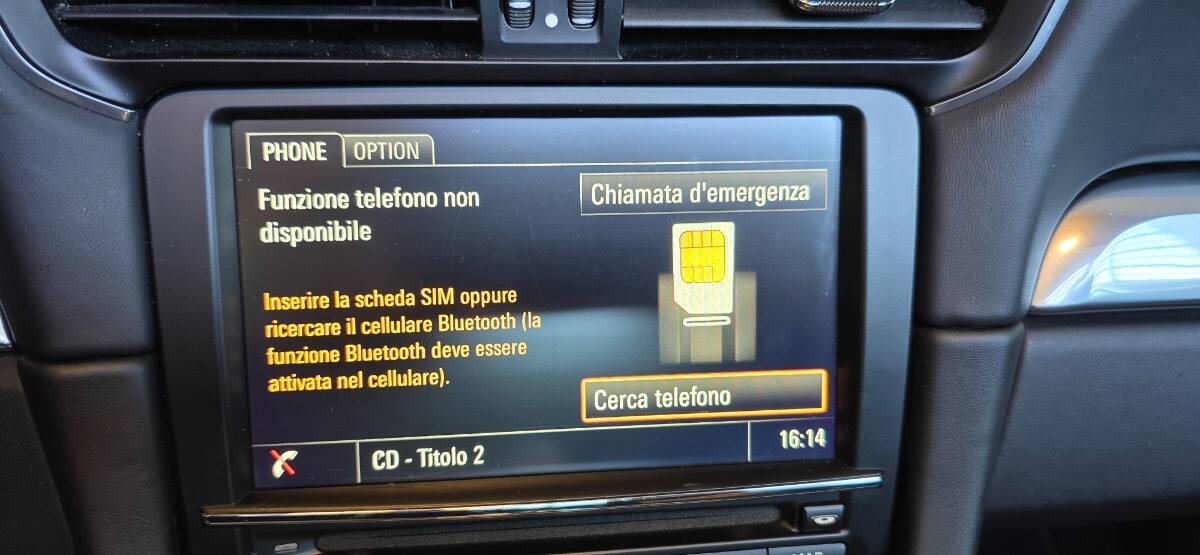 PHONE OPTION
Funzione telefono non
disponibile
Chiamata d'emergenza
Inserire la scheda SIM oppure
ricercare il cellulare Bluetooth (la
funzione Bluetooth deve essere
attivata nel cellulare).
Cerca telefono
CD - Titolo 2
16:14